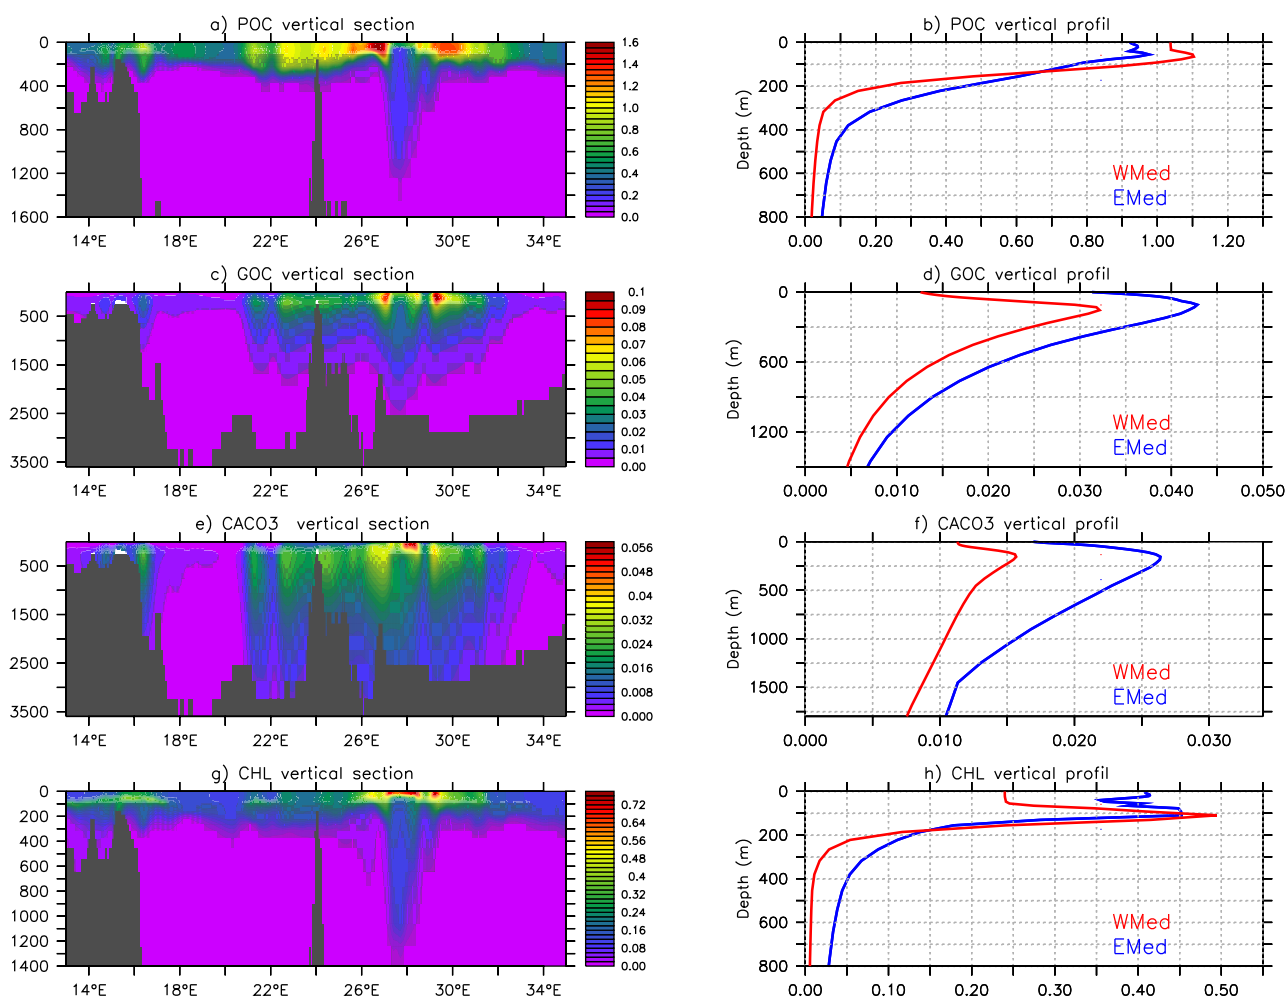 a) POC vertical section
0
400
800
1200
1600
14°E 18°E 22°E 26°E 30°E 34°E
1.6
1.4
1.2
1.0
0.8
0.6
0.4
0.2
0.0
b) POC vertical profil
Depth (m)
0
200
400
600
800
WMed
EMed
0.00 0.20 0.40 0.60 0.80 1.00 1.20
c) GOC vertical section
500
1500
2500
3500
14°E 18°E 22°E 26°E 30°E 34°E
0.1
0.09
0.08
0.07
0.06
0.05
0.04
0.03
0.02
0.01
0.00
d) GOC vertical profil
Depth (m)
0
600
1200
WMed
EMed
0.000 0.010 0.020 0.030 0.040 0.050
e) CACO3 vertical section
500
1500
2500
3500
14°E 18°E 22°E 26°E 30°E 34°E
0.056
0.048
0.04
0.032
0.024
0.016
0.008
0.000
f) CACO3 vertical profil
Depth (m)
0
500
1000
1500
WMed
EMed
0.000 0.010 0.020 0.030
g) CHL vertical section
0
200
400
600
800
1000
1200
1400
14°E 18°E 22°E 26°E 30°E 34°E
0.72
0.64
0.56
0.48
0.4
0.32
0.24
0.16
0.08
0.00
h) CHL vertical profil
Depth (m)
0
200
400
600
800
WMed
EMed
0.00 0.10 0.20 0.30 0.40 0.50